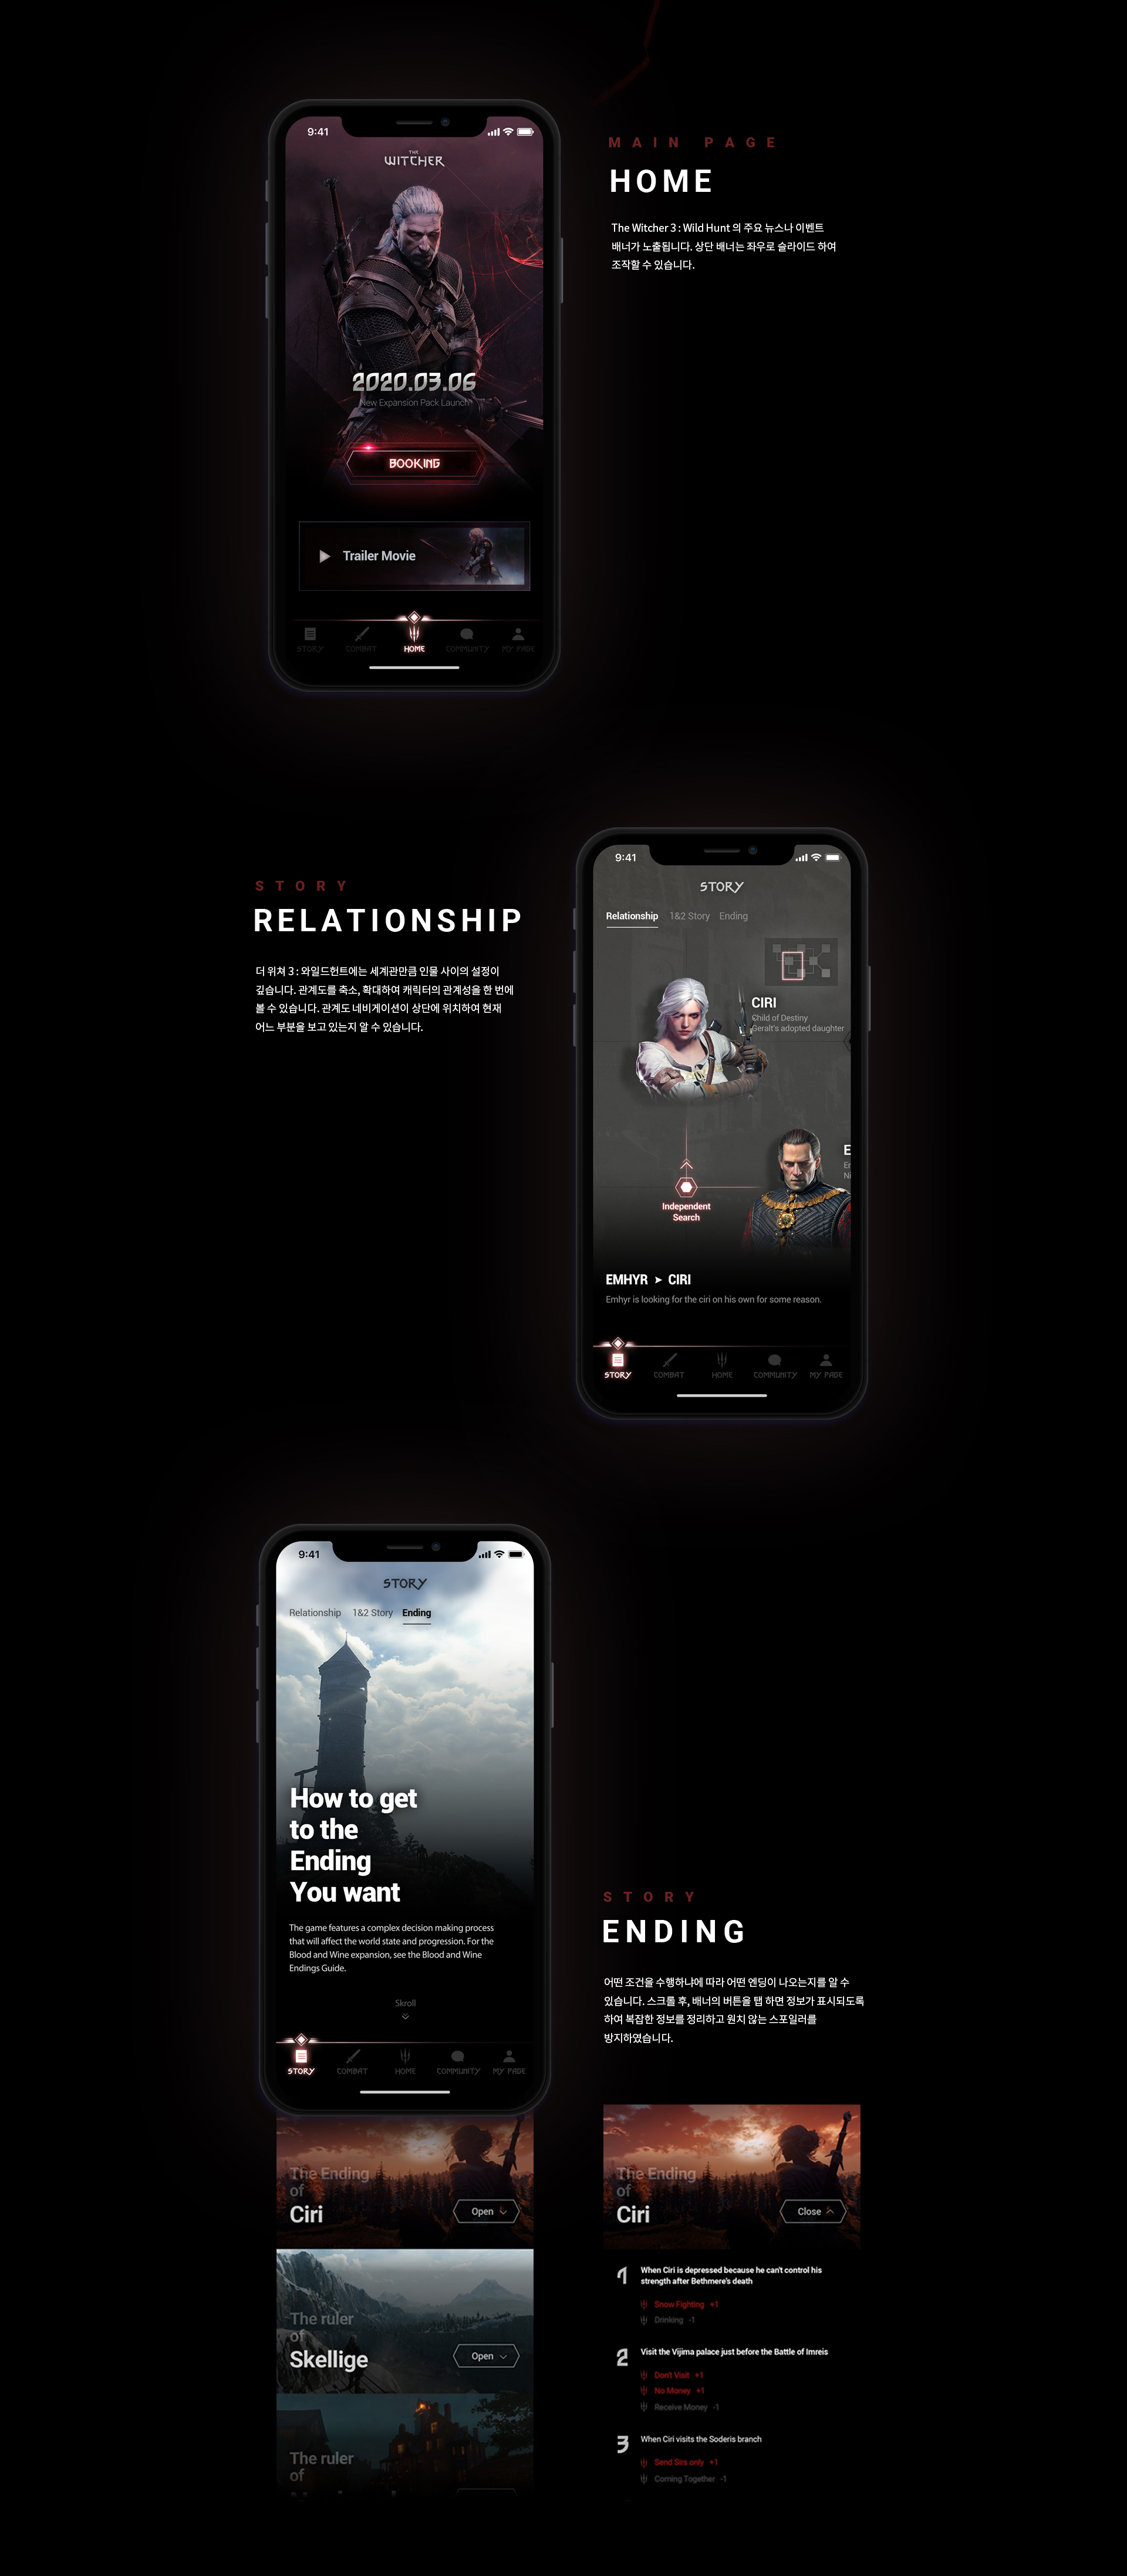 9:41
THE
WITCHER
2020.03.06
New Expansion Pack Launch
BOOKING
Trailer Movie
STORY
COMBAT
HOME
COMMUNITY
MY PAGE
MAIN PAGE
HOME
The Witcher 3 : Wild Hunt 의 주요 뉴스나 이벤트
배너가 노출됩니다. 상단 배너는 좌우로 슬라이드 하여
조작할 수 있습니다.
STORY
RELATIONSHIP
더 위쳐 3 : 와일드헌트에는 세계관만큼 인물 사이의 설정이
깊습니다. 관계도를 축소, 확대하여 캐릭터의 관계성을 한 번에
볼 수 있습니다. 관계도 네비게이션이 상단에 위치하여 현재
어느 부분을 보고 있는지 알 수 있습니다.
9:41
STORY
Relationship 1&2 Story Ending
CIRI
Child of Destiny
Geralt's adopted daughter
E
Independent
Search
EMHYR ➤ CIRI
Emhyr is looking for the ciri on his own for some reason.
STORY
COMBAT
HOME
COMMUNITY
MY PAGE
9:41
STORY
Relationship 1&2 Story Ending
How to get
to the
Ending
You want
The game features a complex decision making process
that will affect the world state and progression. For the
Blood and Wine expansion, see the Blood and Wine
Endings Guide.
Skroll
STORY
COMBAT
HOME
COMMUNITY
MY PAGE
The Ending
of
Ciri
Open
The ruler
of
Skellige
Open
The ruler
of
STORY
ENDING
어떤 조건을 수행하냐에 따라 어떤 엔딩이 나오는지를 알 수
있습니다. 스크롤 후, 배너의 버튼을 탭 하면 정보가 표시되도록
하여 복잡한 정보를 정리하고 원치 않는 스포일러를
방지하였습니다.
The Ending
of
Ciri
Close
1
When Ciri is depressed because he can't control his
strength after Bethmere's death
Snow Fighting +1
Drinking -1
2
Visit the Vijima palace just before the Battle of Imreis
Don't Visit +1
No Money +1
Receive Money -1
3
When Ciri visits the Soderis branch
Send Sirs only +1
Coming Together -1